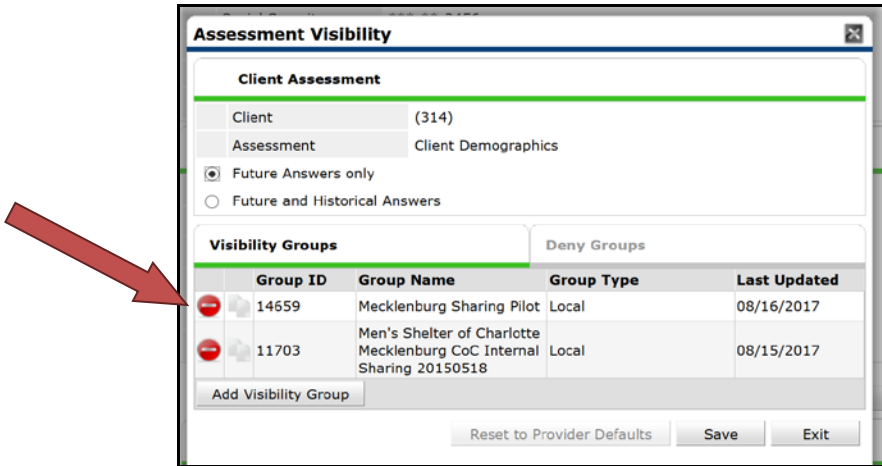 Assessment Visibility
Client Assessment
Client (314)
Assessment Client Demographics
Future Answers only
Future and Historical Answers
Visibility Groups Deny Groups
Group ID Group Name Group Type Last Updated
14659 Mecklenburg Sharing Pilot Local 08/16/2017
Men's Shelter of Charlotte
11703 Mecklenburg CoC Internal Local 08/15/2017
Sharing 20150518
Add Visibility Group
Reset to Provider Defaults Save Exit